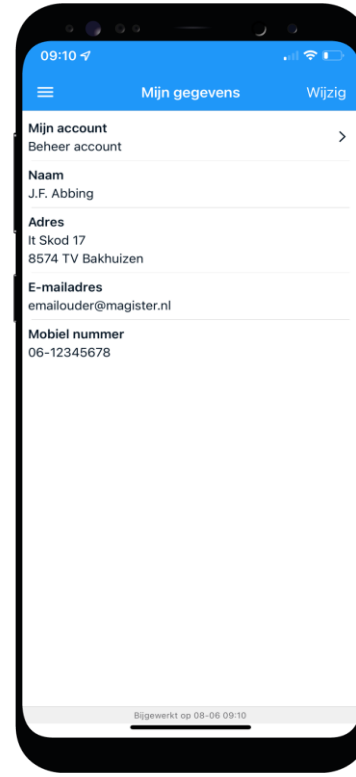 09:10
Mijn gegevens
Wijzig
Mijn account
Beheer account
Naam
J.F. Abbing
Adres
It Skod 17
8574 TV Bakhuizen
E-mailadres
emailouder@magister.nl
Mobiel nummer
06-12345678
Bijgewerkt op 08-06 09:10